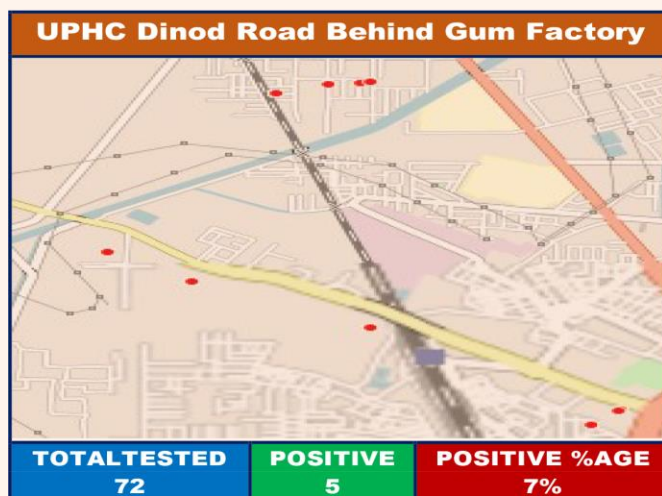 UPHC Dinod Road Behind Gum Factory
TOTALTESTED POSITIVE POSITIVE %AGE
72 5 7%